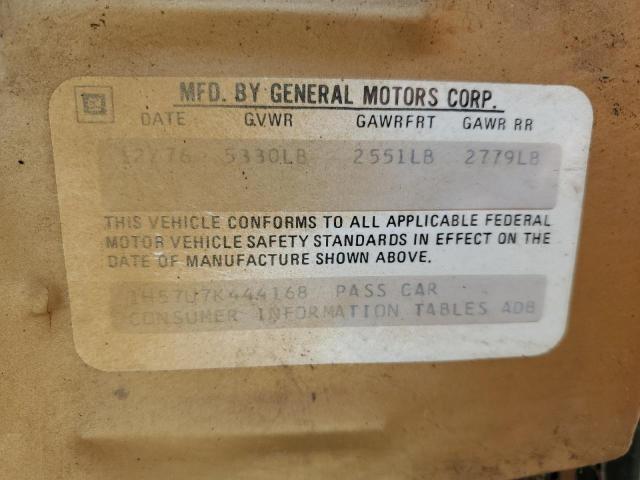 GM
MFD. BY GENERAL MOTORS CORP.
DATE GVWR GAWRFRT GAWR RR
12/76 5330LB 2551LB 2779LB
THIS VEHICLE CONFORMS TO ALL APPLICABLE FEDERAL
MOTOR VEHICLE SAFETY STANDARDS IN EFFECT ON THE
DATE OF MANUFACTURE SHOWN ABOVE.
1H57U7K444168 PASS CAR
CONSUMER INFORMATION TABLES ADB